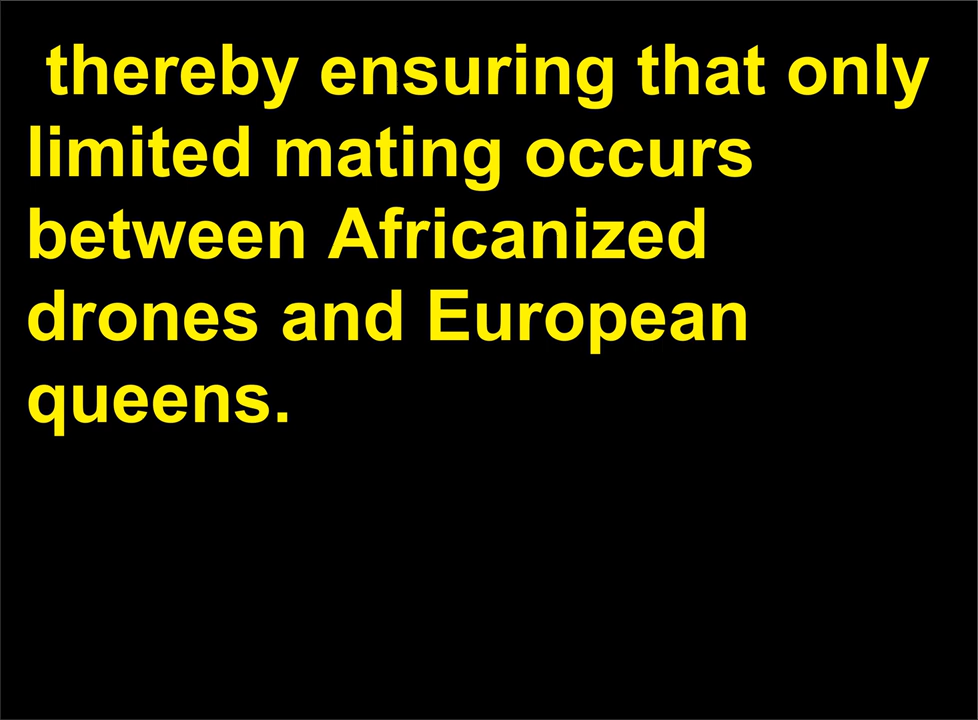 thereby ensuring that only
limited mating occurs
between Africanized
drones and European
queens.